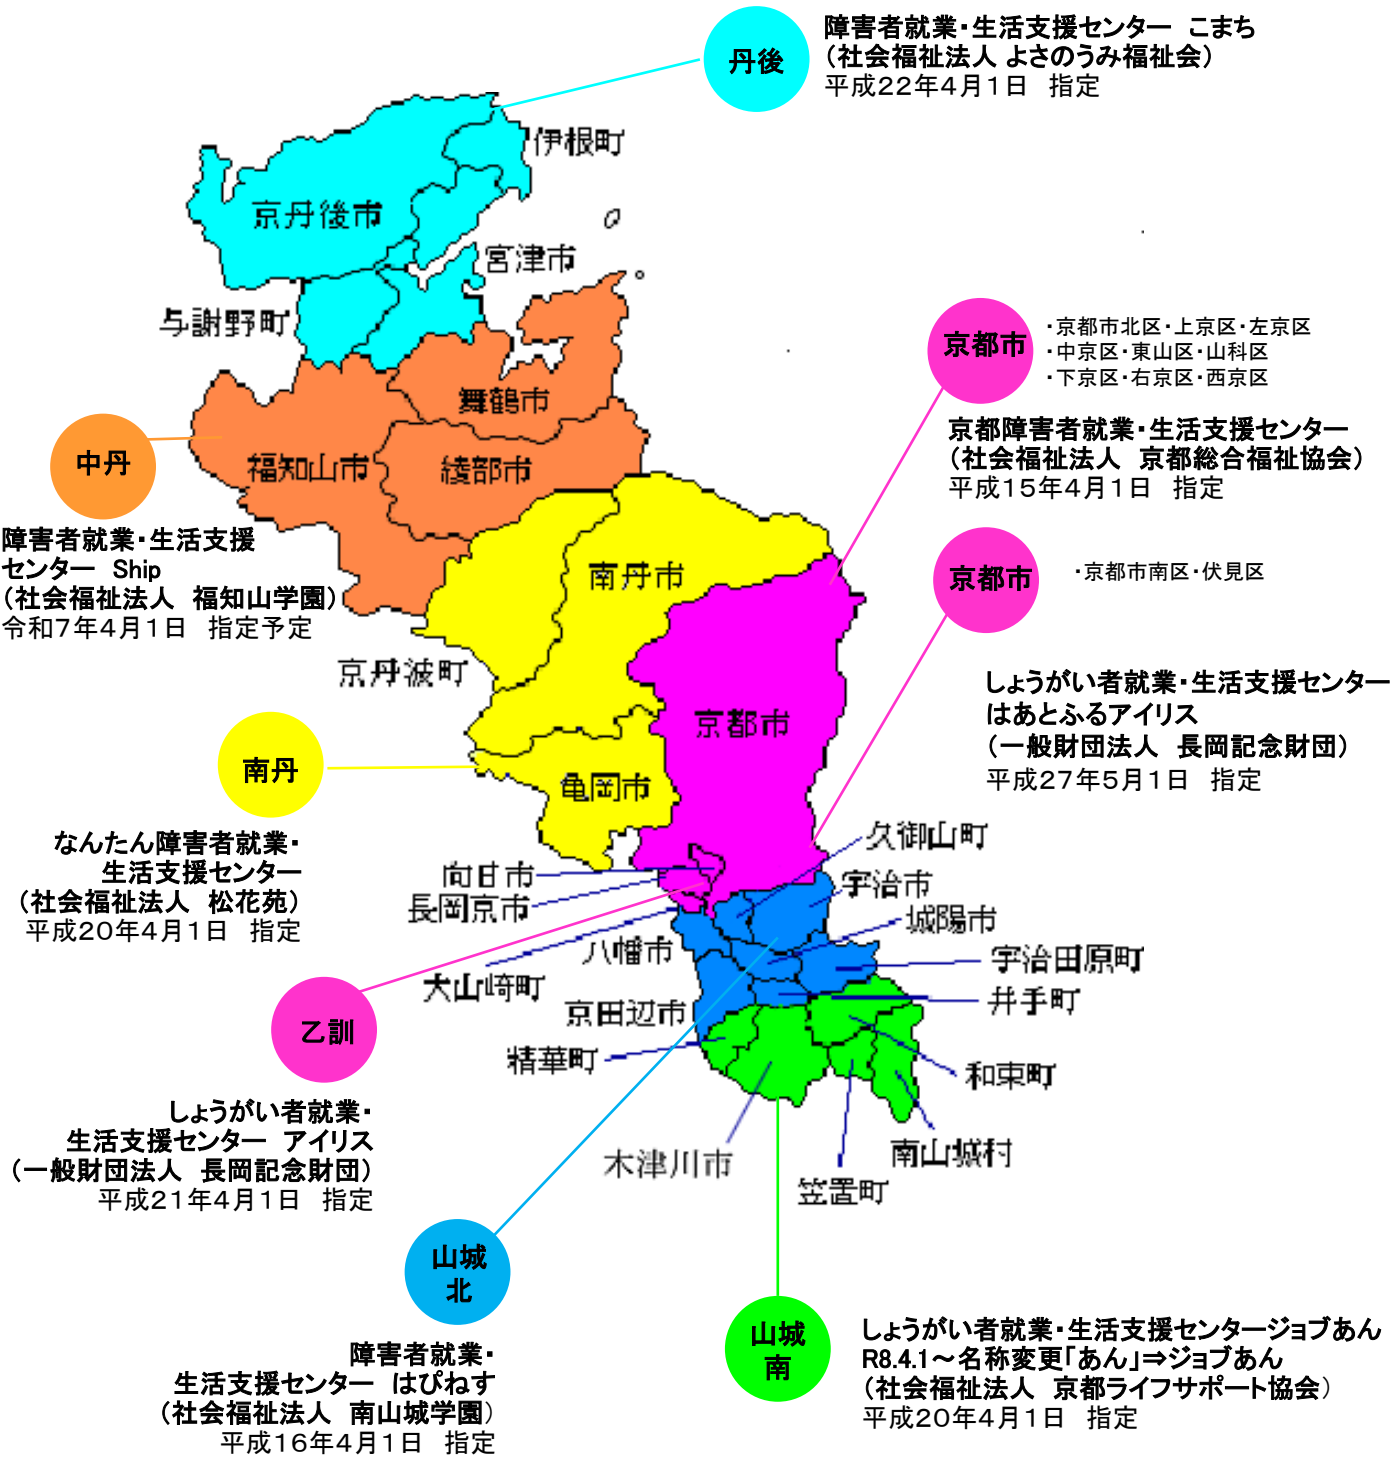 丹後
障害者就業・生活支援センター　こまち
（社会福祉法人 よさのうみ福祉会）
平成22年4月1日　指定
伊根町
京丹後市
宮津市
与謝野町
舞鶴市
福知山市
綾部市
中丹
障害者就業・生活支援
センター　Ship
（社会福祉法人　福知山学園）
令和7年4月1日　指定予定
京都市
・京都市北区・上京区・左京区
・中京区・東山区・山科区
・下京区・右京区・西京区
京都障害者就業・生活支援センター
（社会福祉法人　京都総合福祉協会）
平成15年4月1日　指定
京都市
・京都市南区・伏見区
しょうがい者就業・生活支援センター
はあとふるアイリス
（一般財団法人　長岡記念財団）
平成27年5月1日　指定
南丹市
京丹波町
京都市
亀岡市
南丹
なんたん障害者就業・
生活支援センター
（社会福祉法人　松花苑）
平成20年4月1日　指定
久御山町
向日市
宇治市
長岡京市
城陽市
八幡市
宇治田原町
大山崎町
井手町
京田辺市
精華町
和束町
南山城村
木津川市
笠置町
乙訓
しょうがい者就業・
生活支援センター　アイリス
（一般財団法人　長岡記念財団）
平成21年4月1日　指定
山城
北
障害者就業・
生活支援センター　はぴねす
（社会福祉法人　南山城学園）
平成16年4月1日　指定
山城
南
しょうがい者就業・生活支援センタージョブあん
R8.4.1～名称変更「あん」⇒ジョブあん
（社会福祉法人　京都ライフサポート協会）
平成20年4月1日　指定